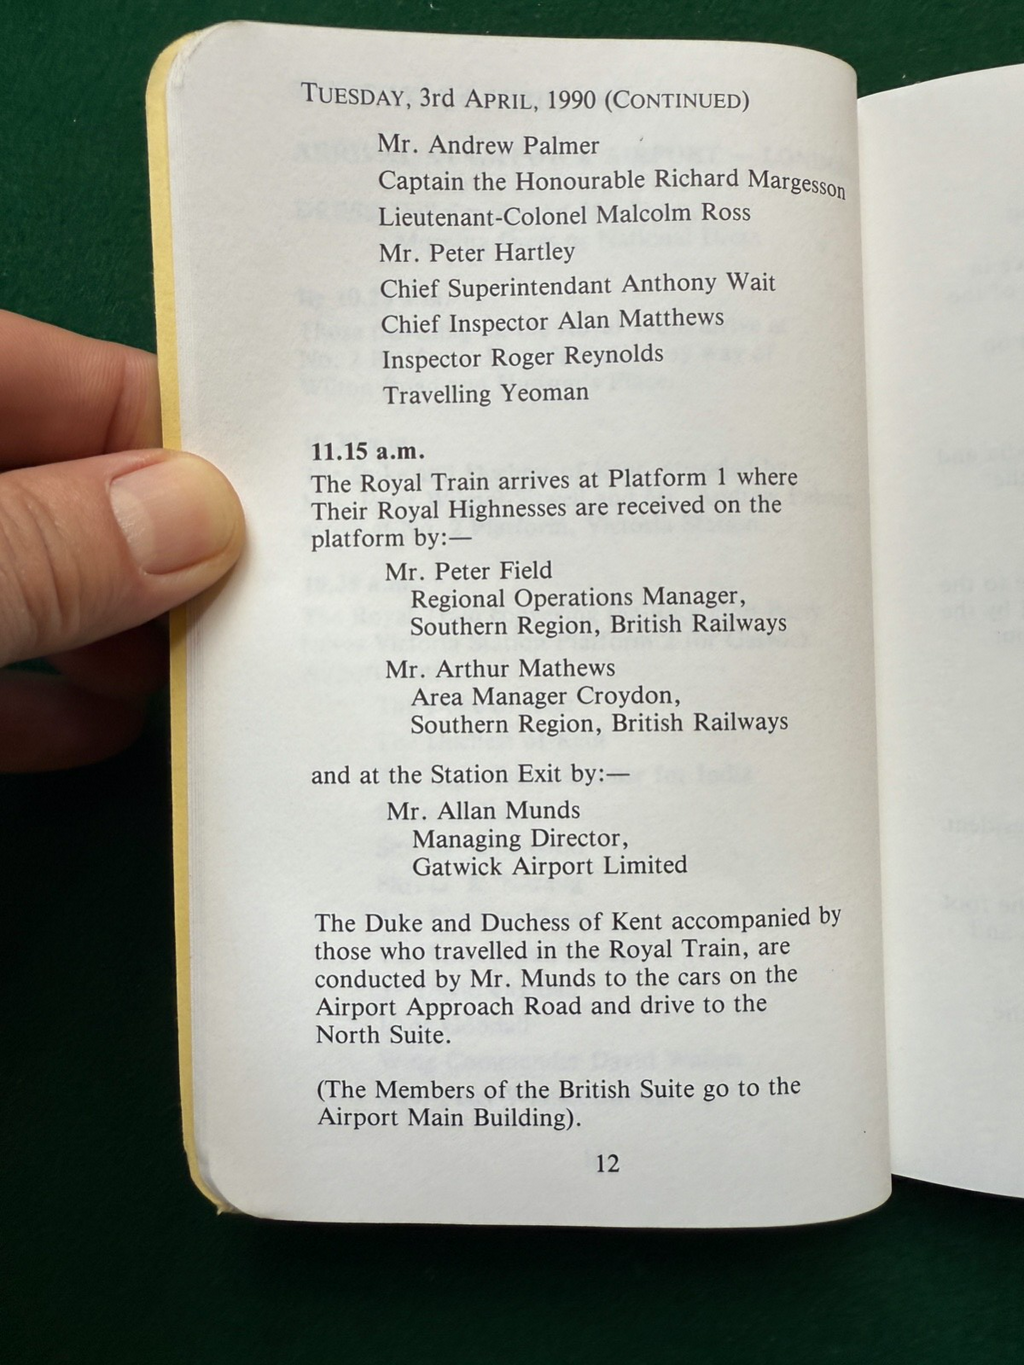 TUESDAY, 3rd APRIL, 1990 (CONTINUED)
Mr. Andrew Palmer
Captain the Honourable Richard Margesson
Lieutenant-Colonel Malcolm Ross
Mr. Peter Hartley
Chief Superintendant Anthony Wait
Chief Inspector Alan Matthews
Inspector Roger Reynolds
Travelling Yeoman
11.15 a.m.
The Royal Train arrives at Platform 1 where
Their Royal Highnesses are received on the
platform by:—
Mr. Peter Field
Regional Operations Manager,
Southern Region, British Railways
Mr. Arthur Mathews
Area Manager Croydon,
Southern Region, British Railways
and at the Station Exit by:—
Mr. Allan Munds
Managing Director,
Gatwick Airport Limited
The Duke and Duchess of Kent accompanied by
those who travelled in the Royal Train, are
conducted by Mr. Munds to the cars on the
Airport Approach Road and drive to the
North Suite.
(The Members of the British Suite go to the
Airport Main Building).
12